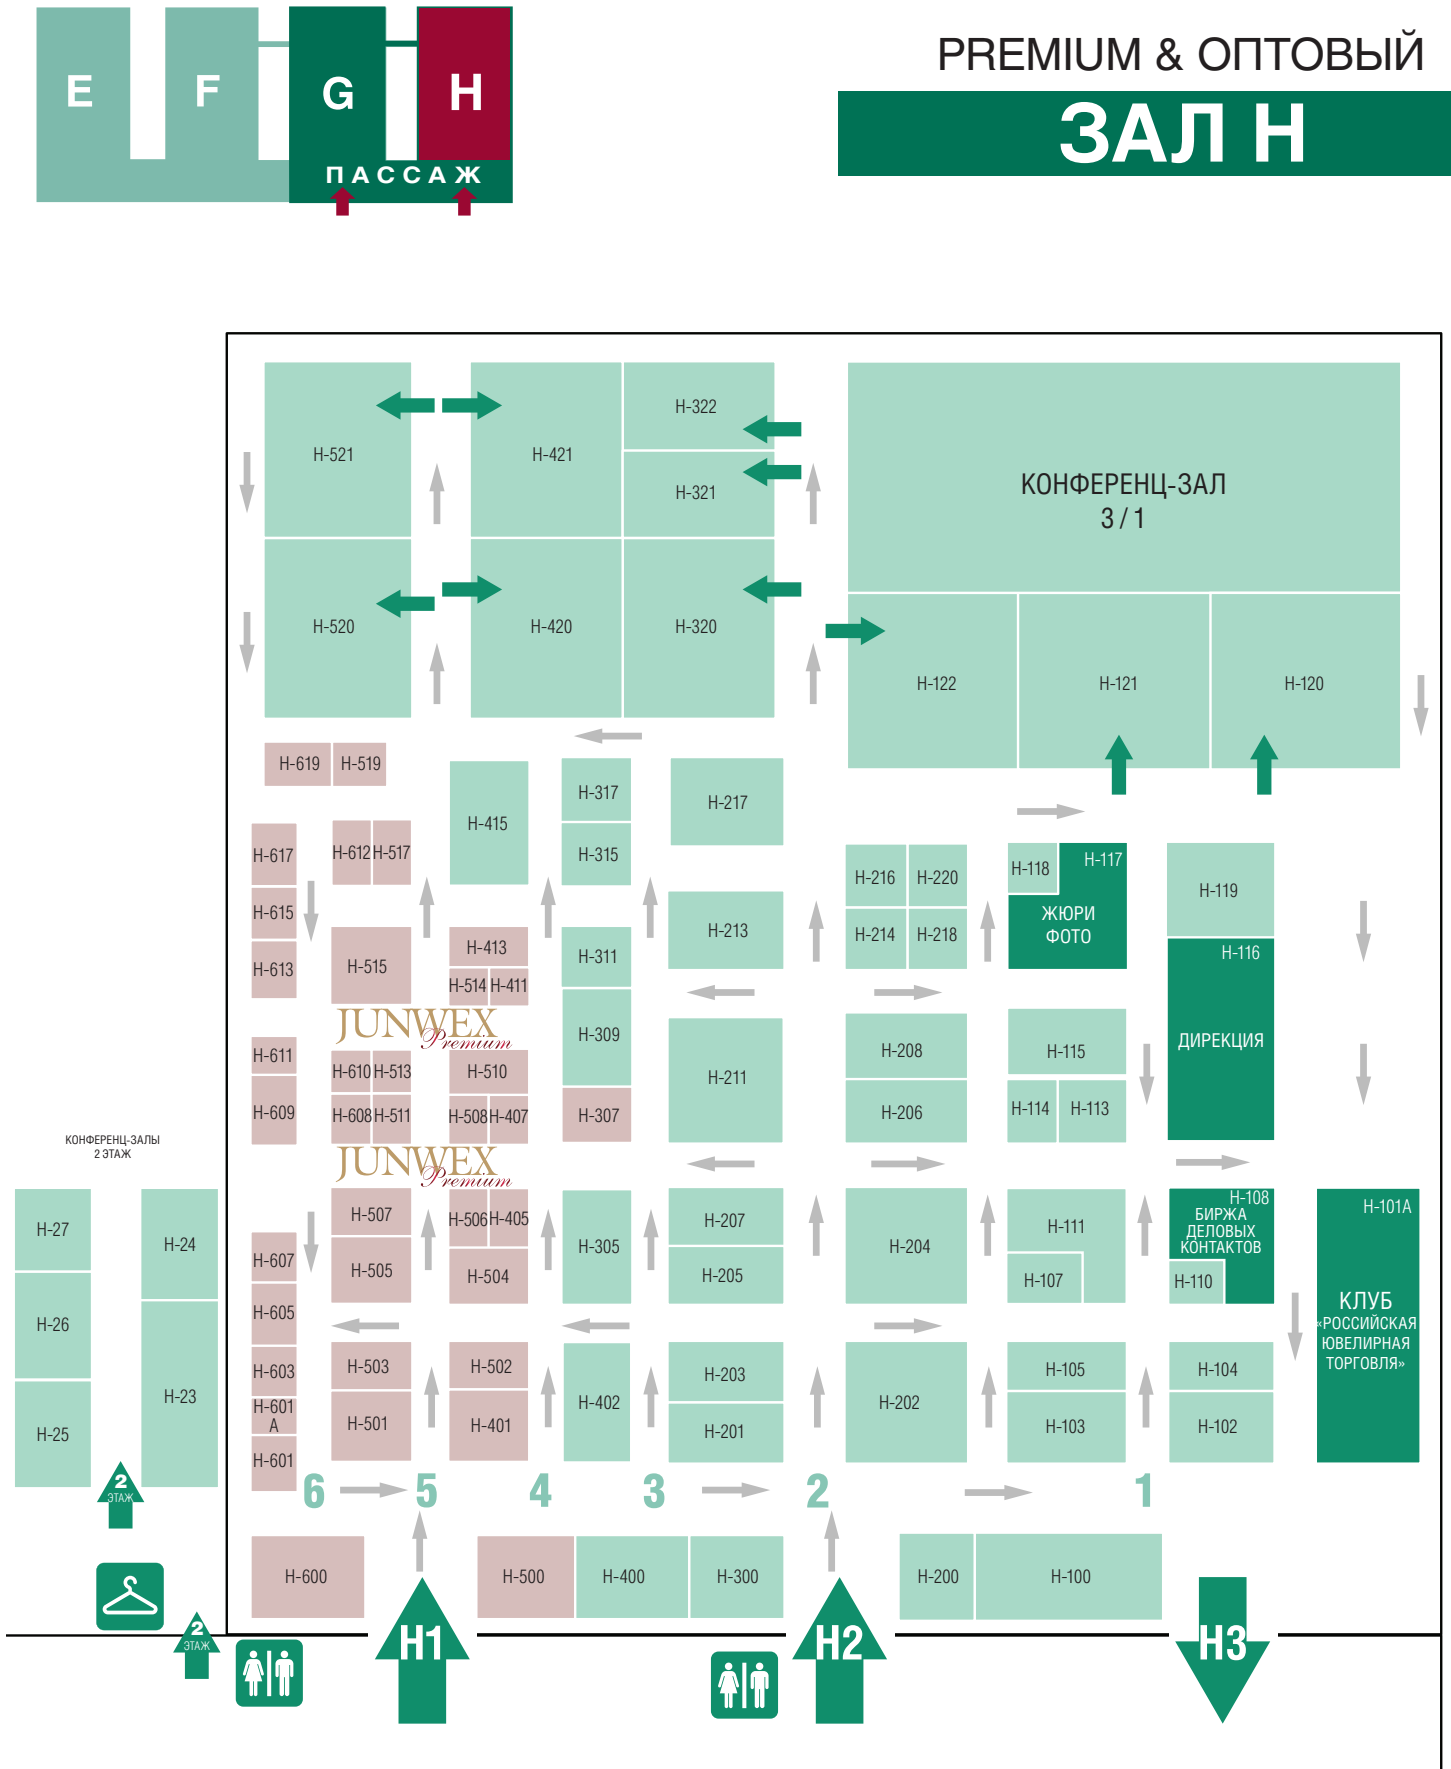 E F G H
ПАССАЖ
PREMIUM & ОПТОВЫЙ
ЗАЛ Н
Н-521
Н-421
Н-322
Н-321
КОНФЕРЕНЦ-ЗАЛ
3 / 1
Н-520
Н-420
Н-320
Н-122
Н-121
Н-120
Н-619
Н-519
Н-415
Н-317
Н-315
Н-217
Н-617
Н-612
Н-517
Н-615
Н-613
Н-515
Н-413
Н-514
Н-411
Н-311
Н-309
Н-213
Н-216
Н-220
Н-214
Н-218
Н-118
Н-117
ЖЮРИ
ФОТО
Н-119
Н-116
ДИРЕКЦИЯ
JUNWEX
Premium
Н-611
Н-609
Н-610
Н-513
Н-608
Н-511
Н-510
Н-508
Н-407
Н-307
Н-211
Н-208
Н-206
Н-115
Н-114
Н-113
JUNWEX
Premium
КОНФЕРЕНЦ-ЗАЛЫ
2 ЭТАЖ
Н-27
Н-24
Н-26
Н-23
Н-25
Н-607
Н-605
Н-603
Н-601
А
Н-601
Н-507
Н-505
Н-506
Н-405
Н-504
Н-305
Н-207
Н-205
Н-204
Н-111
Н-107
Н-108
БИРЖА
ДЕЛОВЫХ
КОНТАКТОВ
Н-110
Н-101А
КЛУБ
«РОССИЙСКАЯ
ЮВЕЛИРНАЯ
ТОРГОВЛЯ»
Н-503
Н-501
Н-502
Н-401
Н-402
Н-203
Н-201
Н-202
Н-105
Н-103
Н-104
Н-102
6 5 4 3 2 1
2
ЭТАЖ
Н-600
Н-500
Н-400
Н-300
Н-200
Н-100
2
ЭТАЖ
Н1
Н2
Н3